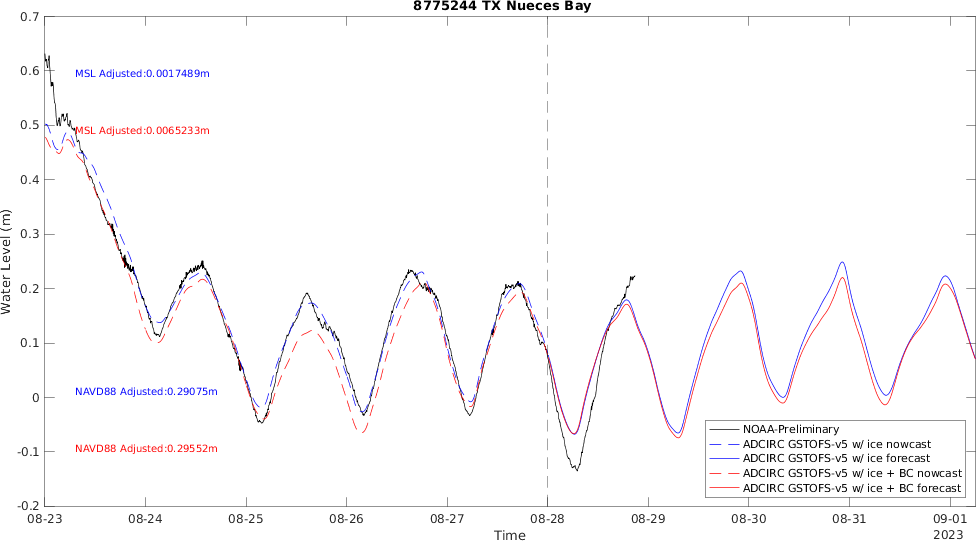 8775244 TX Nueces Bay
0.7
0.6
0.5
0.4
0.3
0.2
0.1
0
-0.1
-0.2
Water Level (m)
MSL Adjusted:0.0017489m
MSL Adjusted:0.0065233m
NAVD88 Adjusted:0.29075m
NAVD88 Adjusted:0.29552m
NOAA-Preliminary
ADCIRC GSTOFS-v5 w/ ice nowcast
ADCIRC GSTOFS-v5 w/ ice forecast
ADCIRC GSTOFS-v5 w/ ice + BC nowcast
ADCIRC GSTOFS-v5 w/ ice + BC forecast
08-23 08-24 08-25 08-26 08-27 08-28 08-29 08-30 08-31 09-01
2023
Time